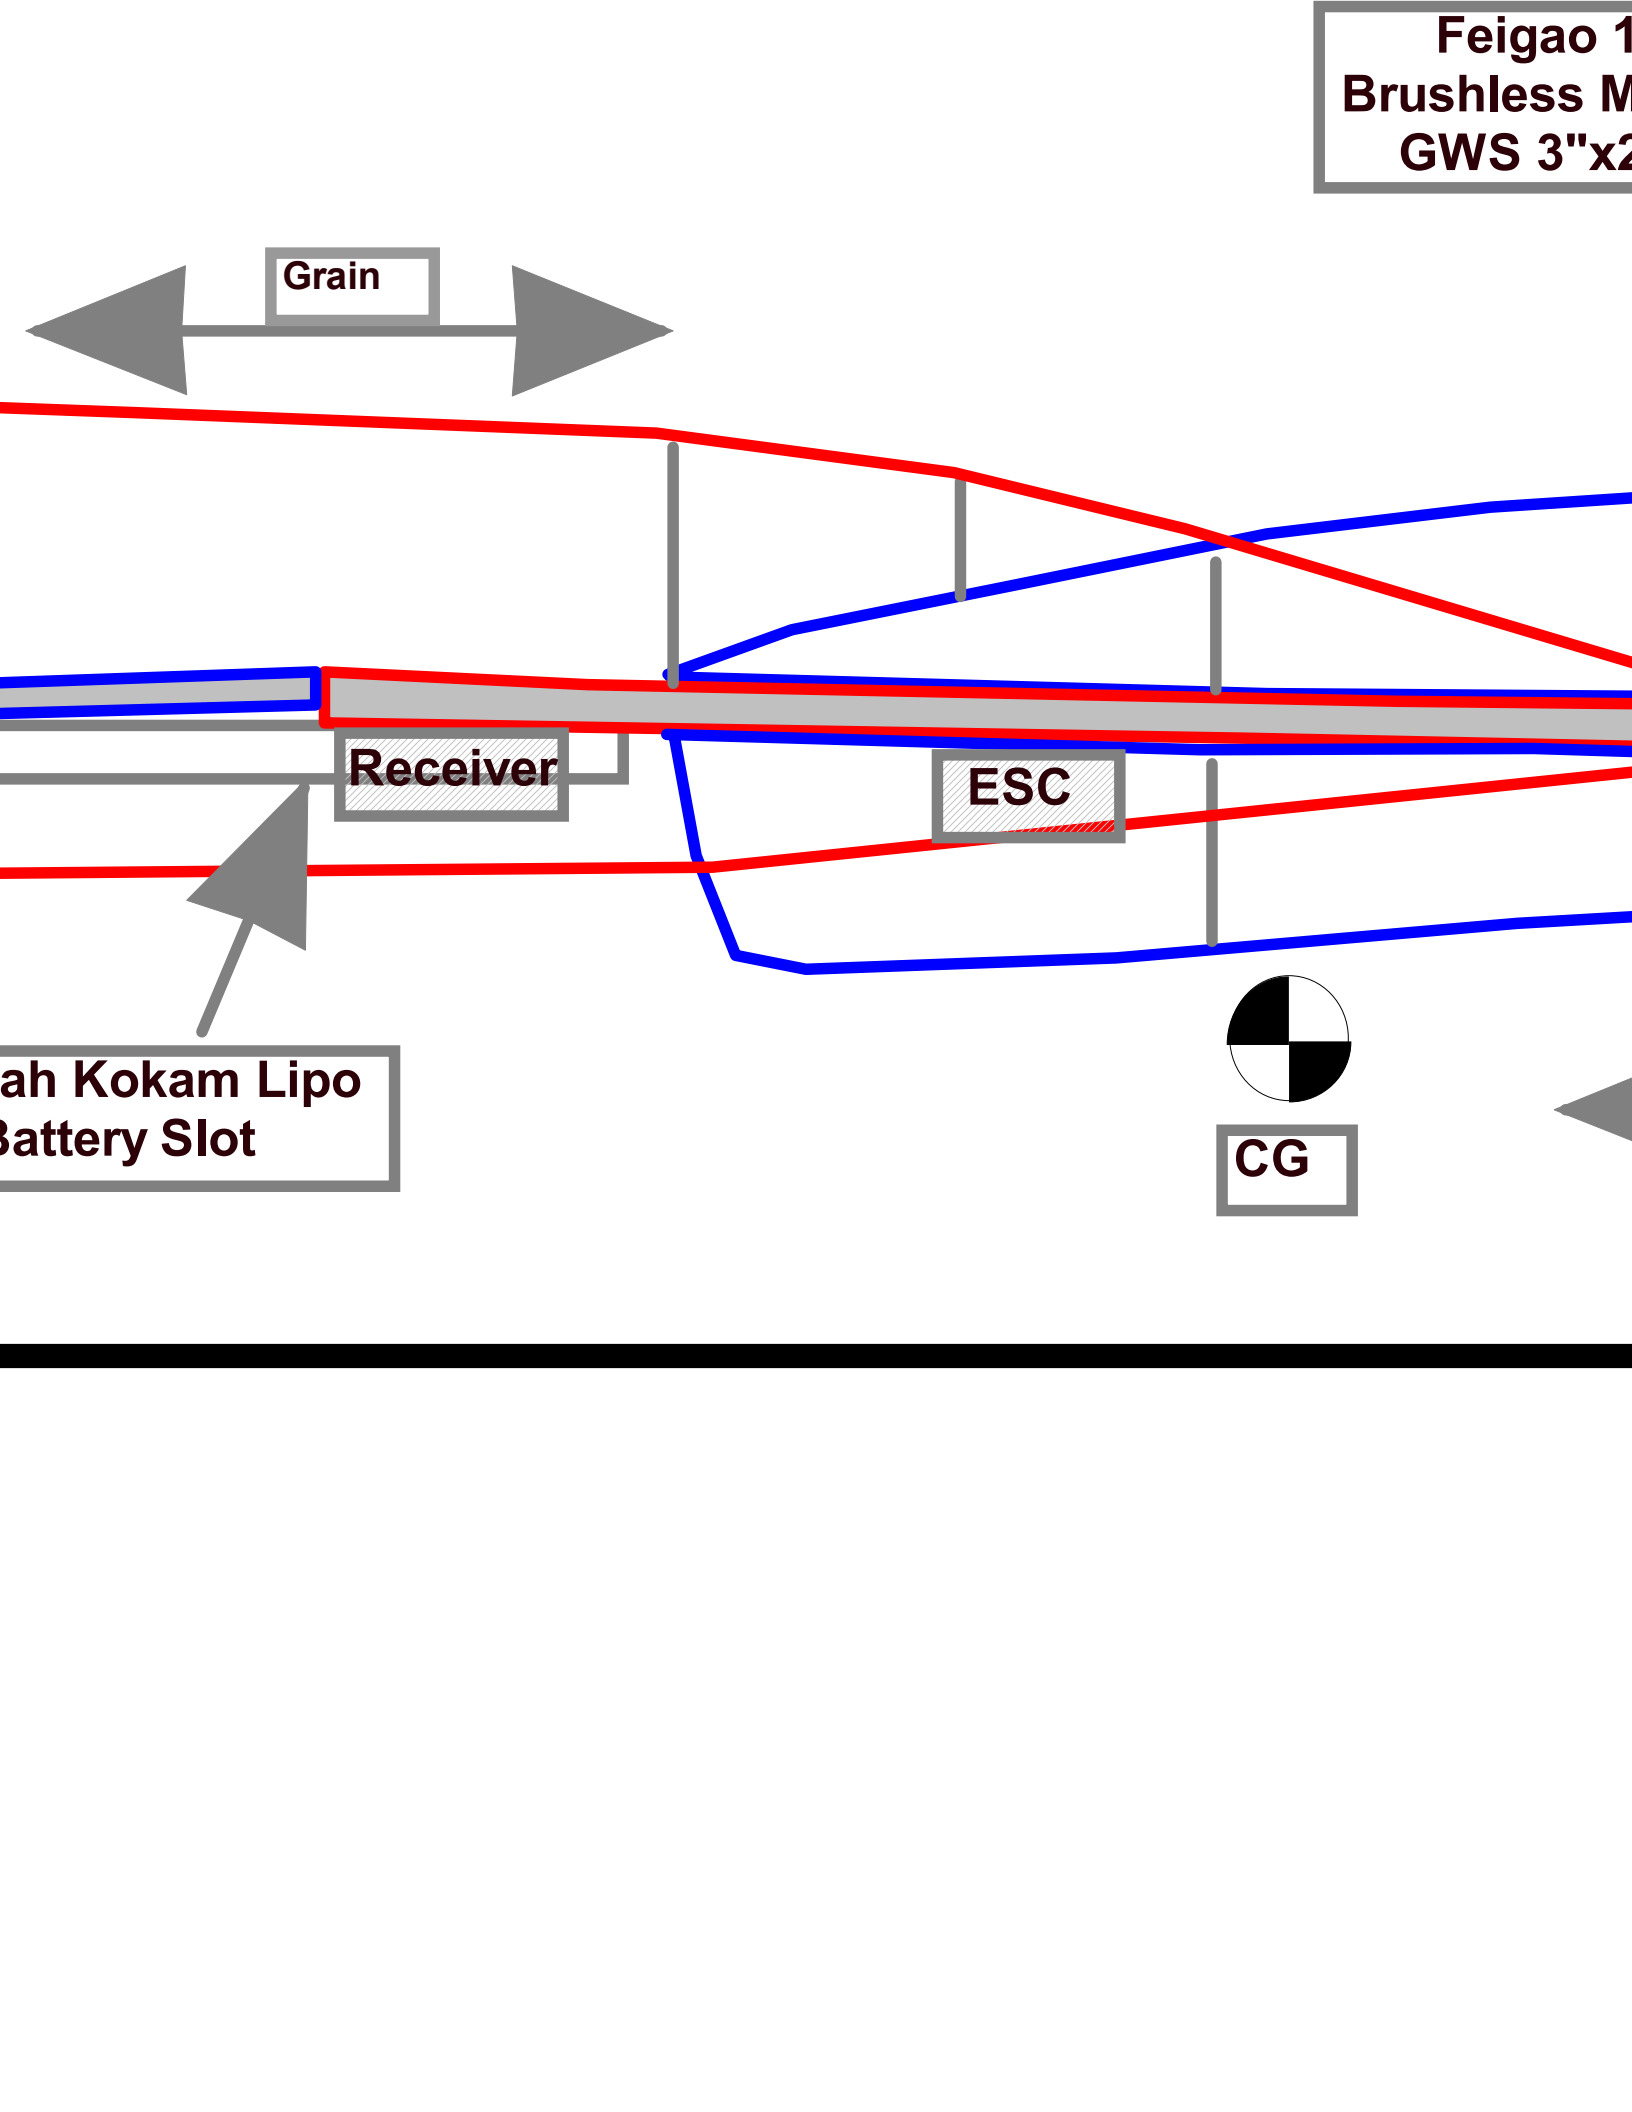 Feigao 1
Brushless M
GWS 3"x2
Grain
Receiver
ESC
ah Kokam Lipo
Battery Slot
CG